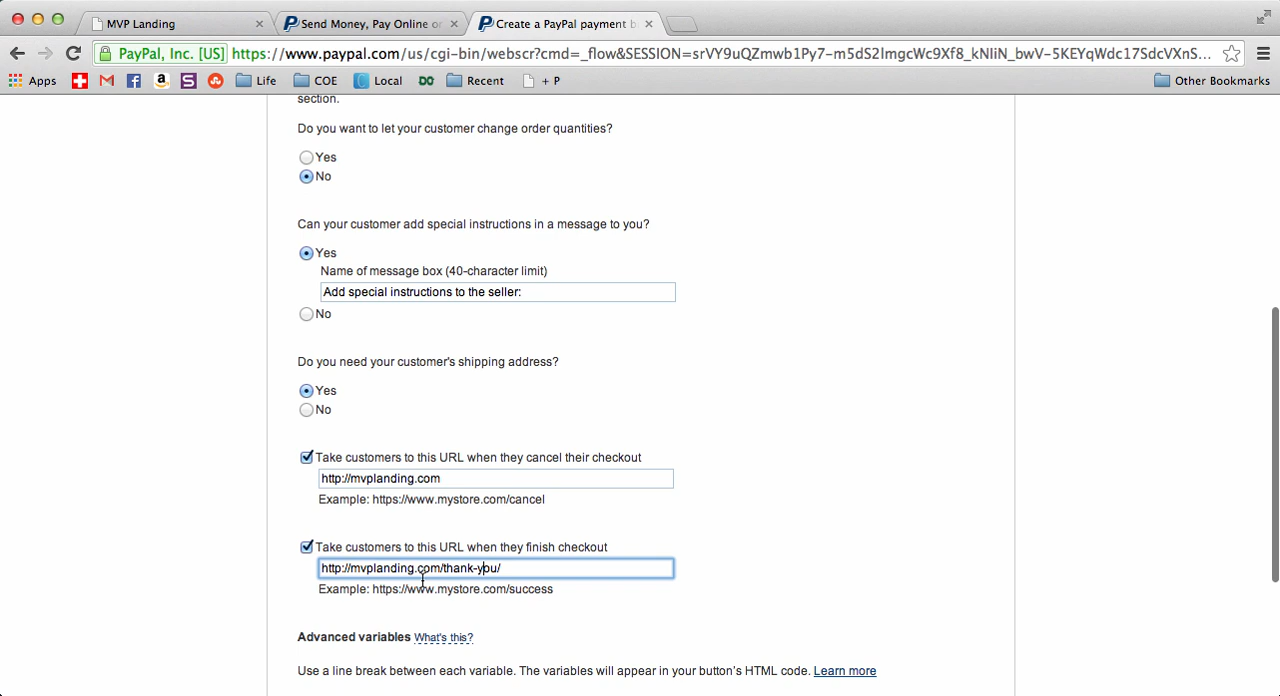 MVP Landing
Send Money, Pay Online or
Create a PayPal payment b
PayPal, Inc. [US] https://www.paypal.com/us/cgi-bin/webscr?cmd=_flow&SESSION=srVY9uQZmwb1Py7-m5dS2ImgcWc9Xf8_kNIiN_bwV-5KEYqWdc17SdcVXnS...
Apps Life COE Local DO Recent + P Other Bookmarks
section.
Do you want to let your customer change order quantities?
Yes
No
Can your customer add special instructions in a message to you?
Yes
Name of message box (40-character limit)
Add special instructions to the seller:
No
Do you need your customer's shipping address?
Yes
No
Take customers to this URL when they cancel their checkout
http://mvplanding.com
Example: https://www.mystore.com/cancel
Take customers to this URL when they finish checkout
http://mvplanding.com/thank-you/
Example: https://www.mystore.com/success
Advanced variables What's this?
Use a line break between each variable. The variables will appear in your button's HTML code. Learn more